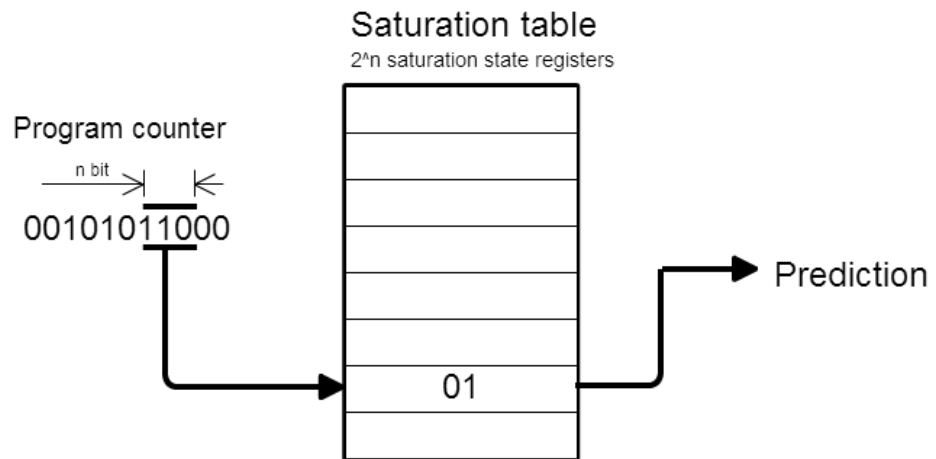 Saturation table
2^n saturation state registers
Program counter
n bit
00101011000
Prediction
01